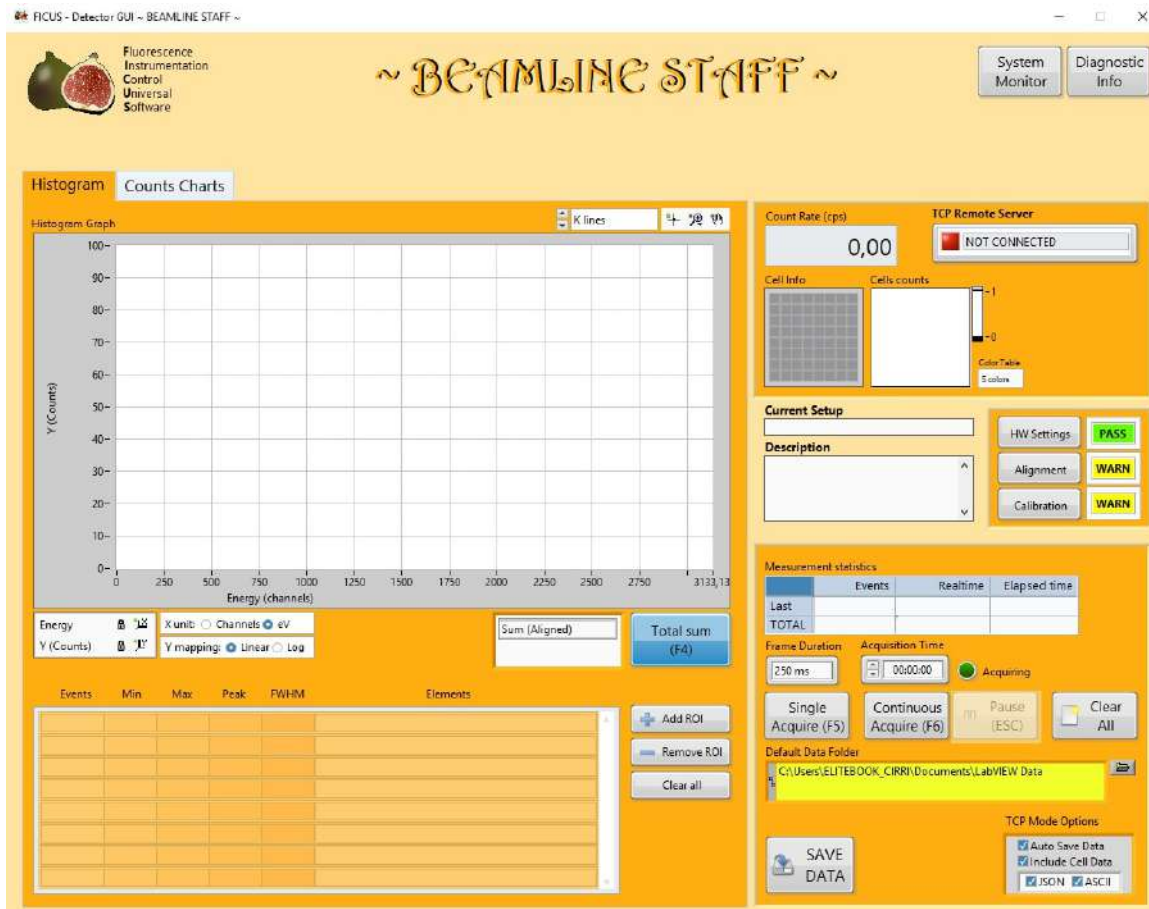 FICUS - Detector GUI ~ BEAMLINE STAFF ~
Fluorescence
Instrumentation
Control
Universal
Software
~ BEAMLINE STAFF ~
System
Monitor
Diagnostic
Info
Histogram
Counts Charts
Histogram Graph
K lines
100
90
80
70
60
50
40
30
20
10
0
Y (Counts)
0 250 500 750 1000 1250 1500 1750 2000 2250 2500 2750 3133,13
Energy (channels)
Energy
Y (Counts)
X unit: Channels eV
Y mapping: Linear Log
Sum (Aligned)
Total sum
(F4)
Events Min Max Peak FWHM Elements
Add ROI
Remove ROI
Clear all
Count Rate (cps)
0,00
TCP Remote Server
NOT CONNECTED
Cell Info
Cells counts
1
0
Color Table
5 colors
Current Setup
Description
HW Settings PASS
Alignment WARN
Calibration WARN
Measurement statistics
Events Realtime Elapsed time
Last
TOTAL
Frame Duration
250 ms
Acquisition Time
00:00:00
Acquiring
Single
Acquire (F5)
Continuous
Acquire (F6)
Pause
(ESC)
Clear
All
Default Data Folder
C:\Users\ELITEBOOK_CIRRI\Documents\LabVIEW Data
SAVE
DATA
TCP Mode Options
Auto Save Data
Include Cell Data
JSON ASCII